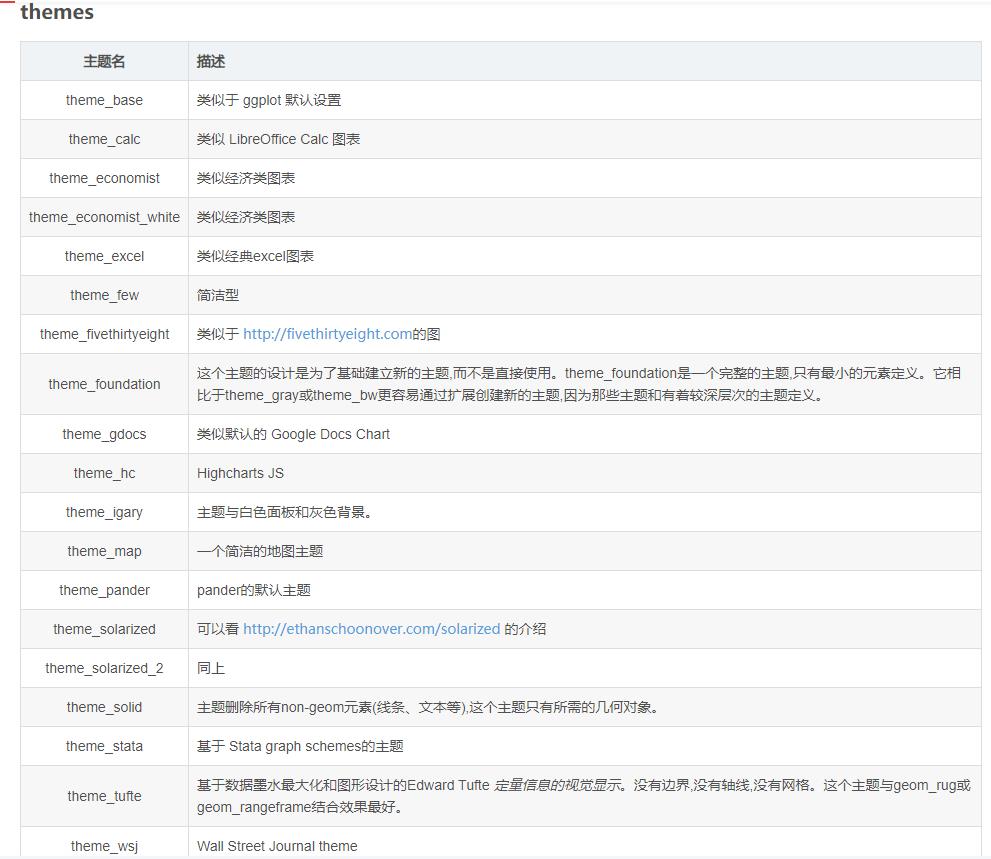 themes
主题名 描述
theme_base 类似于 ggplot 默认设置
theme_calc 类似 LibreOffice Calc 图表
theme_economist 类似经济类图表
theme_economist_white 类似经济类图表
theme_excel 类似经典excel图表
theme_few 简洁型
theme_fivethirtyeight 类似于 http://fivethirtyeight.com的图
theme_foundation 这个主题的设计是为了基础建立新的主题,而不是直接使用。theme_foundation是一个完整的主题,只有最小的元素定义。它相
比于theme_gray或theme_bw更容易通过扩展创建新的主题,因为那些主题和有着较深层次的主题定义。
theme_gdocs 类似默认的 Google Docs Chart
theme_hc Highcharts JS
theme_igary 主题与白色面板和灰色背景。
theme_map 一个简洁的地图主题
theme_pander pander的默认主题
theme_solarized 可以看 http://ethanschoonover.com/solarized 的介绍
theme_solarized_2 同上
theme_solid 主题删除所有non-geom元素(线条、文本等),这个主题只有所需的几何对象。
theme_stata 基于 Stata graph schemes的主题
theme_tufte 基于数据墨水最大化和图形设计的Edward Tufte 定量信息的视觉显示。没有边界,没有轴线,没有网格。这个主题与geom_rug或
geom_rangeframe结合效果最好。
theme_wsj Wall Street Journal theme